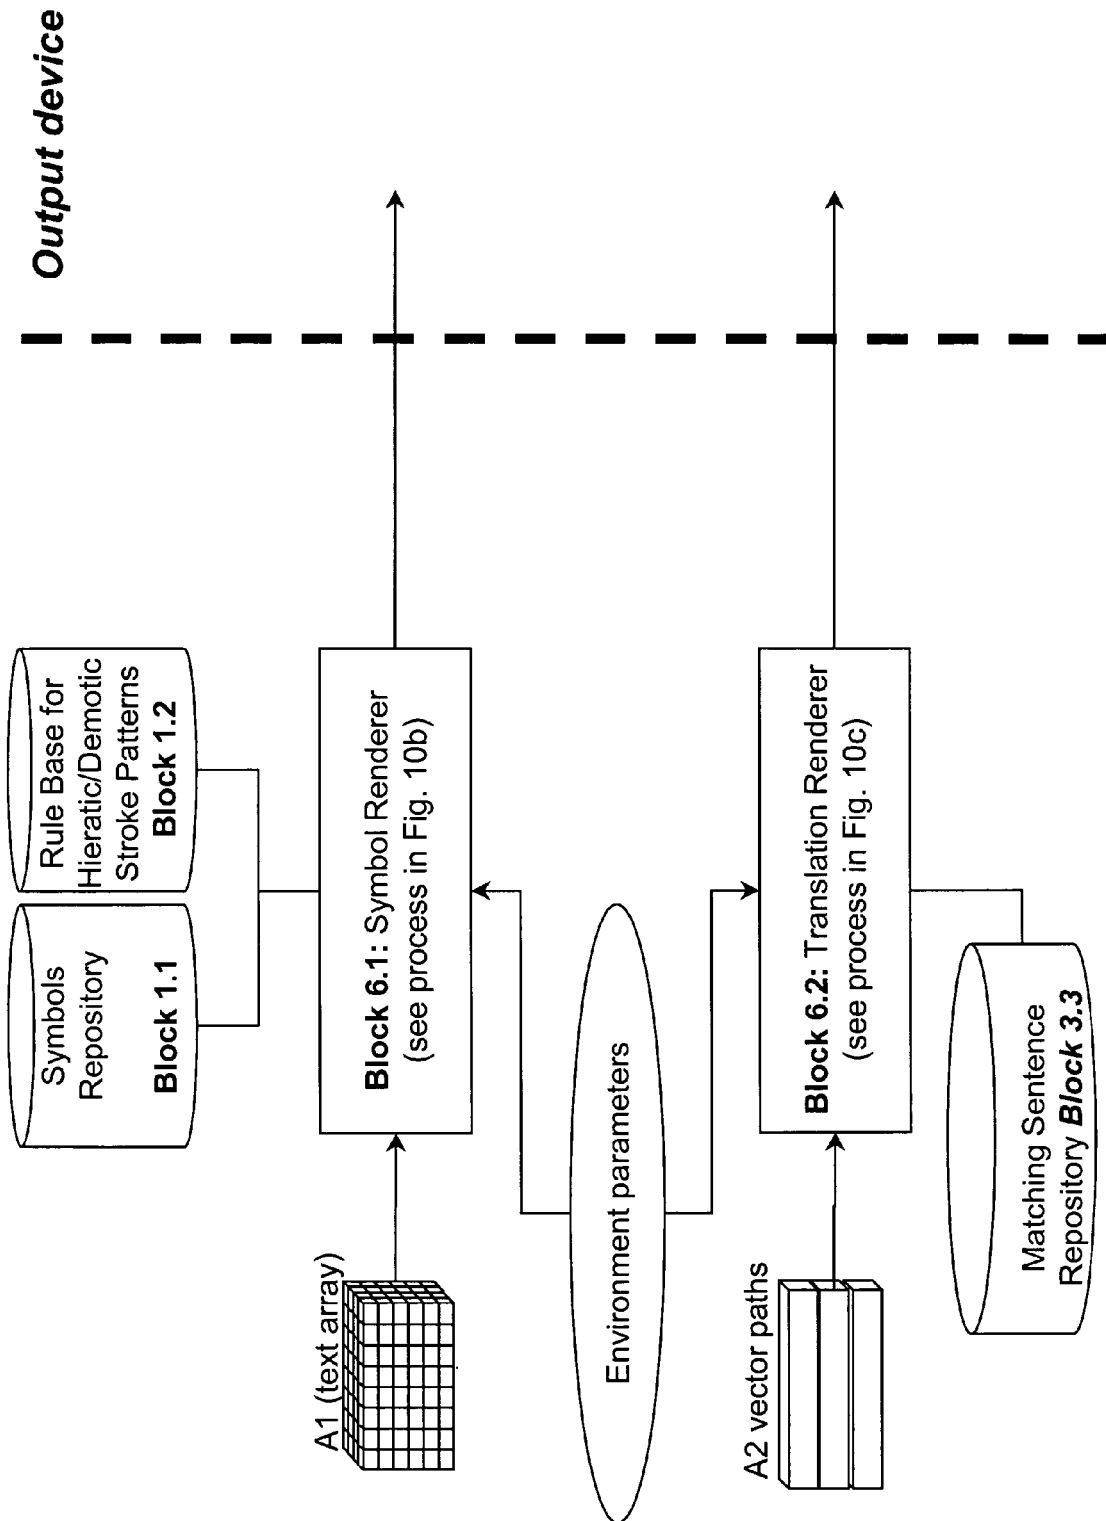 Output device
Symbols
Repository
Block 1.1
Rule Base for
Hieratic/Demotic
Stroke Patterns
Block 1.2
A1 (text array)
Block 6.1: Symbol Renderer
(see process in Fig. 10b)
Environment parameters
A2 vector paths
Block 6.2: Translation Renderer
(see process in Fig. 10c)
Matching Sentence
Repository Block 3.3